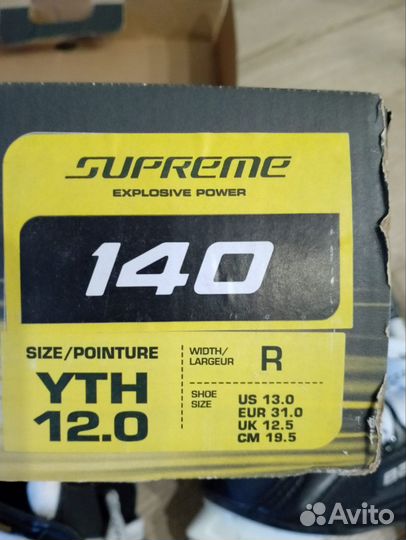 SUPREME
EXPLOSIVE POWER
140
SIZE/POINTURE
YTH
12.0
WIDTH/
LARGEUR
R
SHOE
SIZE
US 13.0
EUR 31.0
UK 12.5
CM 19.5
Avito